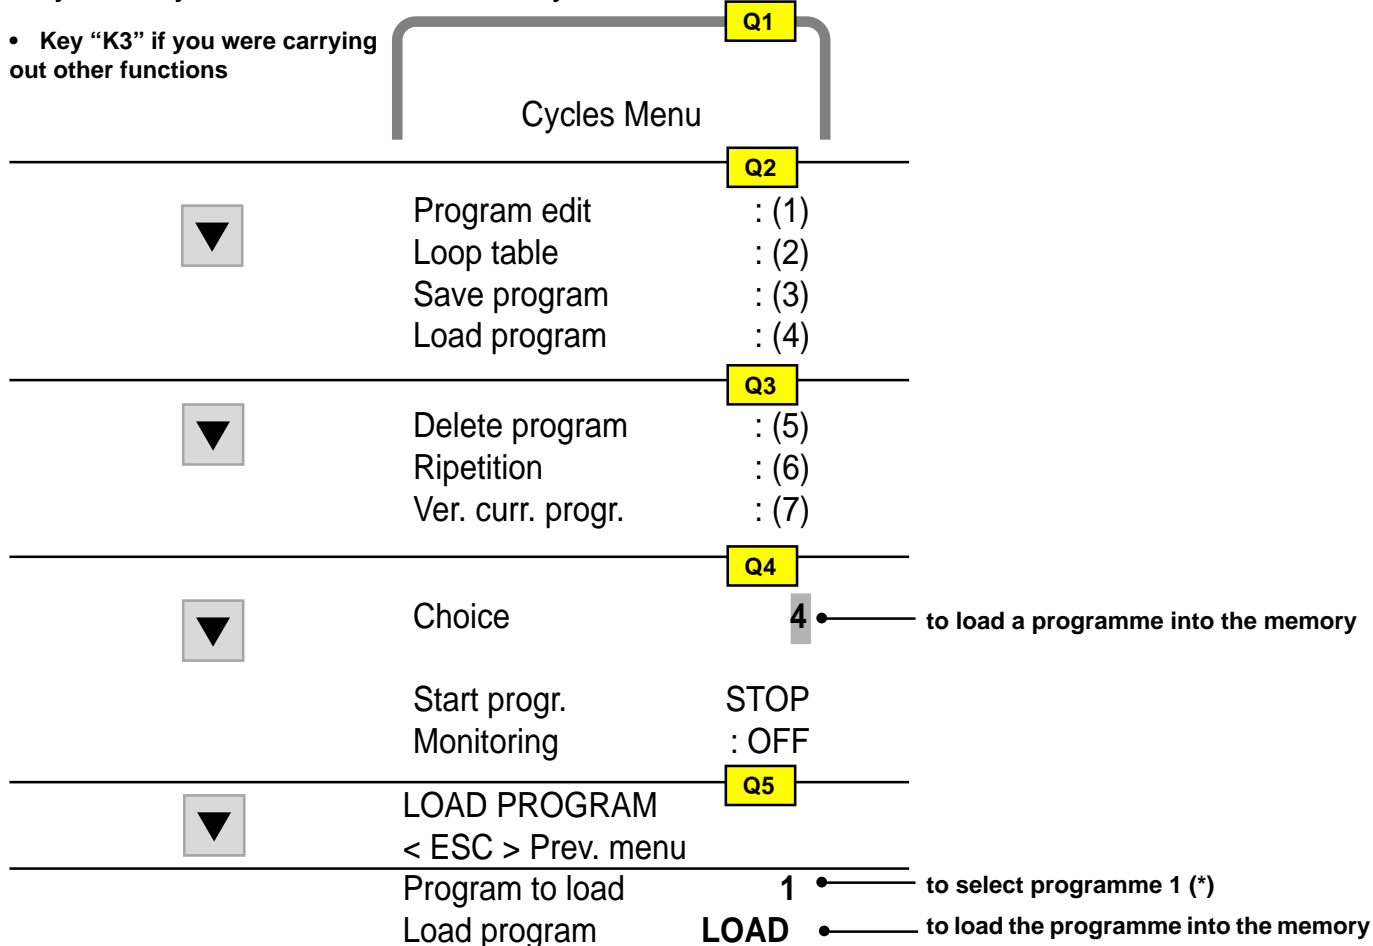 Q1
• Key “K3” if you were carrying
out other functions
Cycles Menu
Q2
Program edit : (1)
Loop table : (2)
Save program : (3)
Load program : (4)
Q3
Delete program : (5)
Ripetition : (6)
Ver. curr. progr. : (7)
Q4
Choice 4 to load a programme into the memory
Start progr. STOP
Monitoring : OFF
Q5
LOAD PROGRAM
< ESC > Prev. menu
Program to load 1 to select programme 1 (*)
Load program LOAD to load the programme into the memory